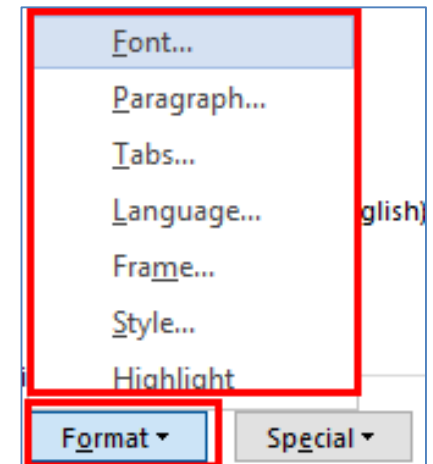 Font...
Paragraph...
Tabs...
Language... glish)
Frame...
Style...
Highlight
Format Special